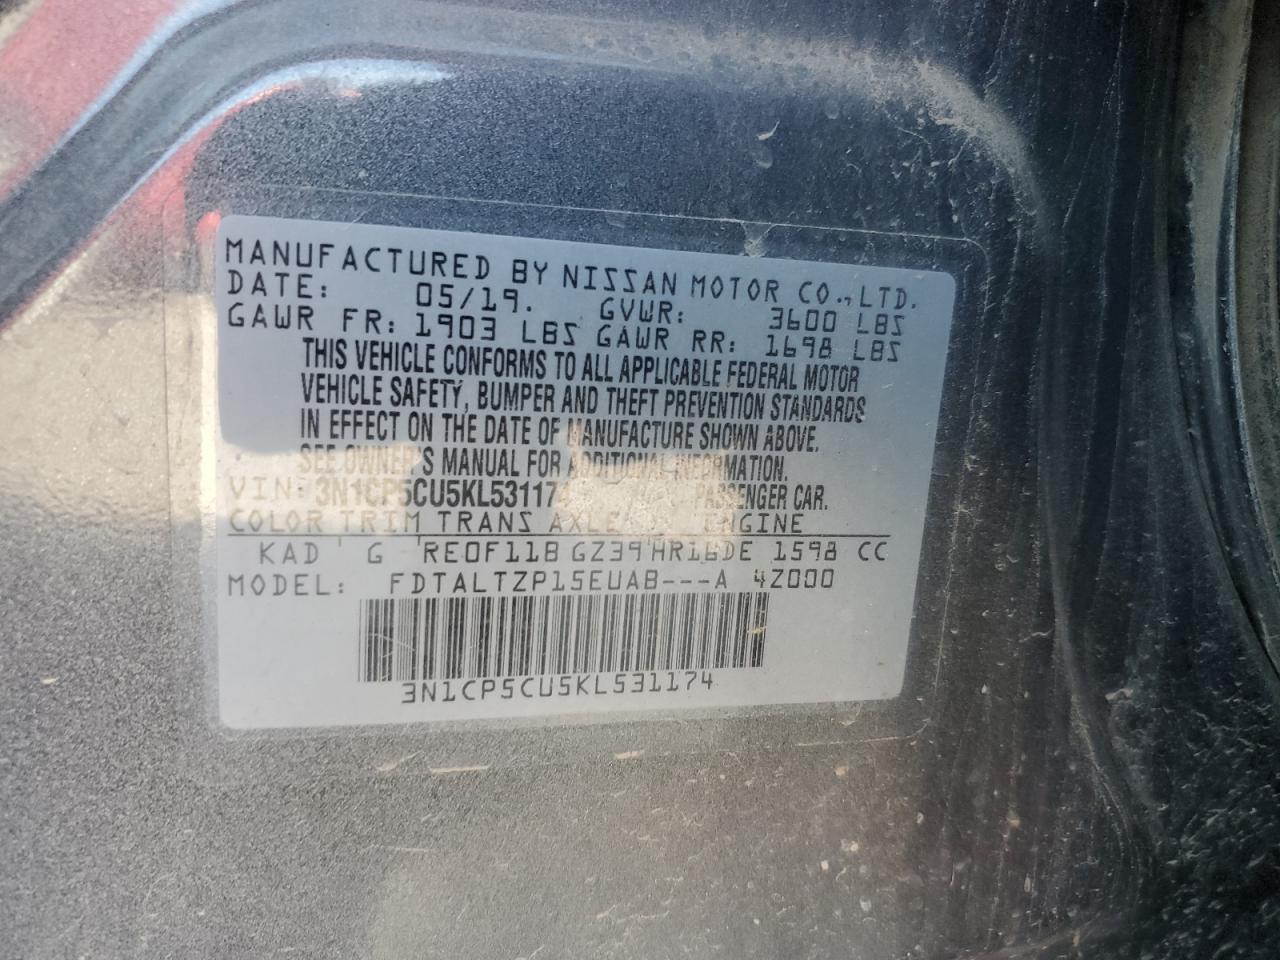 MANUFACTURED BY NISSAN MOTOR CO., LTD.
DATE: 05/19. GVWR: 3600 LBS
GAWR FR: 1903 LBS GAWR RR: 1698 LBS
THIS VEHICLE CONFORMS TO ALL APPLICABLE FEDERAL MOTOR
VEHICLE SAFETY, BUMPER AND THEFT PREVENTION STANDARDS
IN EFFECT ON THE DATE OF MANUFACTURE SHOWN ABOVE.
SEE OWNER'S MANUAL FOR ADDITIONAL INFORMATION.
VIN: 3N1CP5CU5KL531174 PASSENGER CAR.
COLOR TRIM TRANS AXLE ENGINE
KAD G RE0F11B GZ39 HR16DE 1598 CC
MODEL: FDTALTZP15EUAB---A 4Z000
3N1CP5CU5KL531174